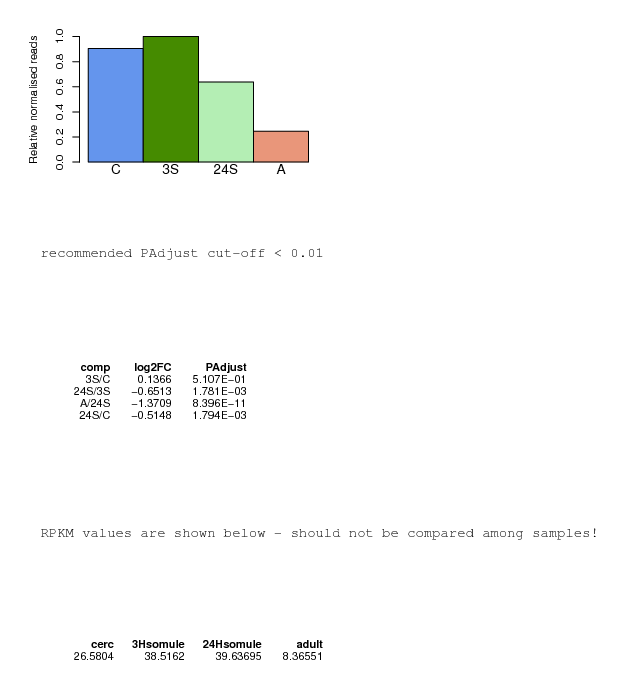 Relative normalised reads
1.0
0.8
0.6
0.4
0.2
0.0
C 3S 24S A
recommended PAdjust cut-off < 0.01
comp log2FC PAdjust
3S/C 0.1366 5.107E-01
24S/3S -0.6513 1.781E-03
A/24S -1.3709 8.396E-11
24S/C -0.5148 1.794E-03
RPKM values are shown below - should not be compared among samples!
cerc 3Hsomule 24Hsomule adult
26.5804 38.5162 39.63695 8.36551